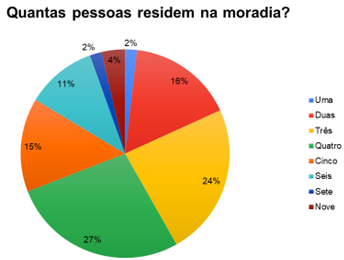 Quantas pessoas residem na moradia?
2%
2%
4%
16%
11%
24%
15%
27%
Uma
Duas
Três
Quatro
Cinco
Seis
Sete
Nove